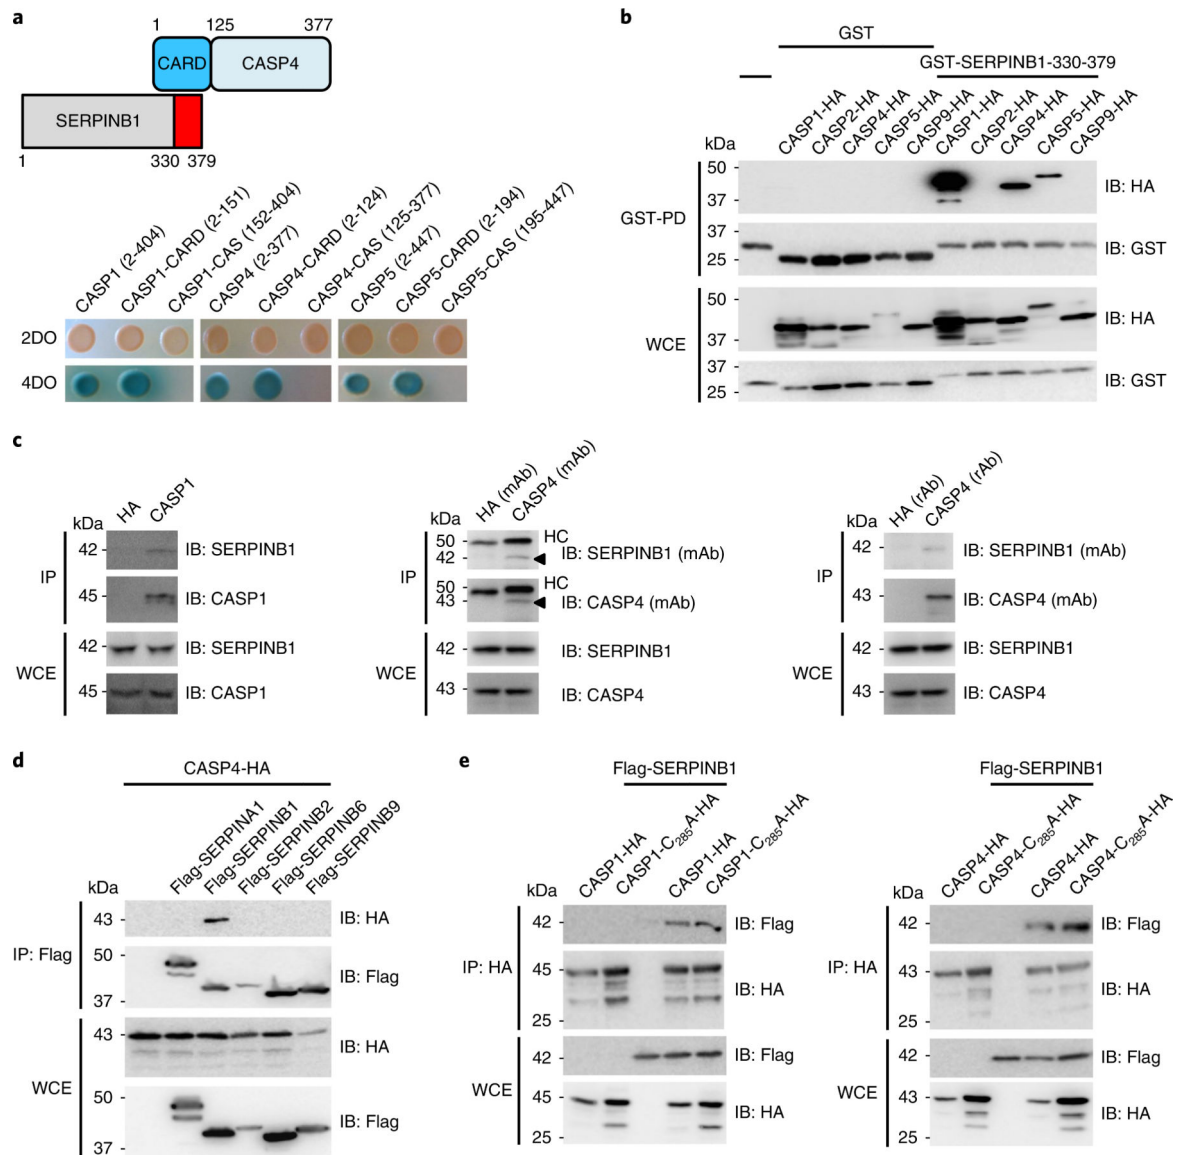 a
1 125 377
CARD CASP4
SERPINB1
1 330 379
CASP1 (2-404)
CASP1-CARD (2-151)
CASP1-CAS (152-404)
CASP4 (2-377)
CASP4-CARD (2-124)
CASP4-CAS (125-377)
CASP5 (2-447)
CASP5-CARD (2-194)
CASP5-CAS (195-447)
2DO
4DO
b
GST
GST-SERPINB1-330-379
CASP1-HA
CASP2-HA
CASP4-HA
CASP5-HA
CASP9-HA
CASP1-HA
CASP2-HA
CASP4-HA
CASP5-HA
CASP9-HA
kDa
GST-PD
50
37
IB: HA
37
25
IB: GST
WCE
50
37
IB: HA
37
25
IB: GST
c
HA
CASP1
kDa
IP
42 IB: SERPINB1
45 IB: CASP1
WCE
42 IB: SERPINB1
45 IB: CASP1
HA (mAb)
CASP4 (mAb)
kDa
IP
50 HC
42 IB: SERPINB1 (mAb)
50 HC
43 IB: CASP4 (mAb)
WCE
42 IB: SERPINB1
43 IB: CASP4
HA (rAb)
CASP4 (rAb)
kDa
IP
42 IB: SERPINB1 (mAb)
43 IB: CASP4 (mAb)
WCE
42 IB: SERPINB1
43 IB: CASP4
d
CASP4-HA
Flag-SERPINA1
Flag-SERPINB1
Flag-SERPINB2
Flag-SERPINB6
Flag-SERPINB9
kDa
IP: Flag
43 IB: HA
50
37
IB: Flag
WCE
43 IB: HA
50
37
IB: Flag
e
Flag-SERPINB1
CASP1-HA
CASP1-C285A-HA
CASP1-HA
CASP1-C285A-HA
kDa
IP: HA
42 IB: Flag
45
25
IB: HA
WCE
42 IB: Flag
45
25
IB: HA
Flag-SERPINB1
CASP4-HA
CASP4-C285A-HA
CASP4-HA
CASP4-C285A-HA
kDa
IP: HA
42 IB: Flag
43
25
IB: HA
WCE
42 IB: Flag
43
25
IB: HA